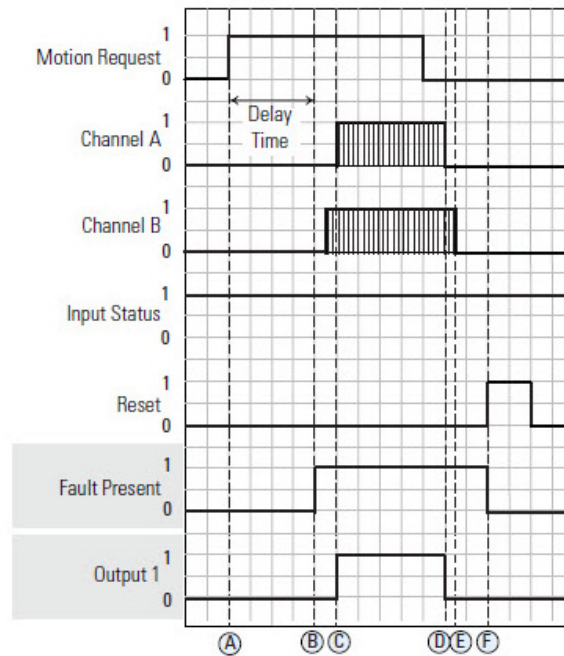 Motion Request
1
0
Delay
Time
Channel A
1
0
Channel B
1
0
Input Status
1
0
Reset
1
0
Fault Present
1
0
Output 1
1
0
Ⓐ Ⓑ Ⓒ Ⓓ Ⓔ Ⓕ